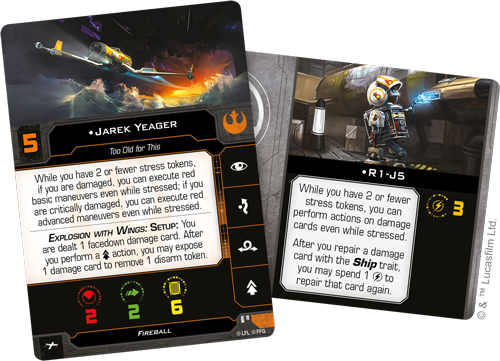 5
•Jarek Yeager
Too Old for This
While you have 2 or fewer stress tokens,
if you are damaged, you can execute red
basic maneuvers even while stressed; if you
are critically damaged, you can execute red
advanced maneuvers even while stressed.
Explosion with Wings: Setup: You
are dealt 1 facedown damage card. After
you perform a action, you may expose
1 damage card to remove 1 disarm token.
2 2 6
Fireball
©LFL ©FFG
•R1-J5
While you have 2 or fewer
stress tokens, you can
perform actions on damage
cards even while stressed.
After you repair a damage
card with the Ship trait,
you may spend 1 to
repair that card again.
3
© & ™ Lucasfilm Ltd.